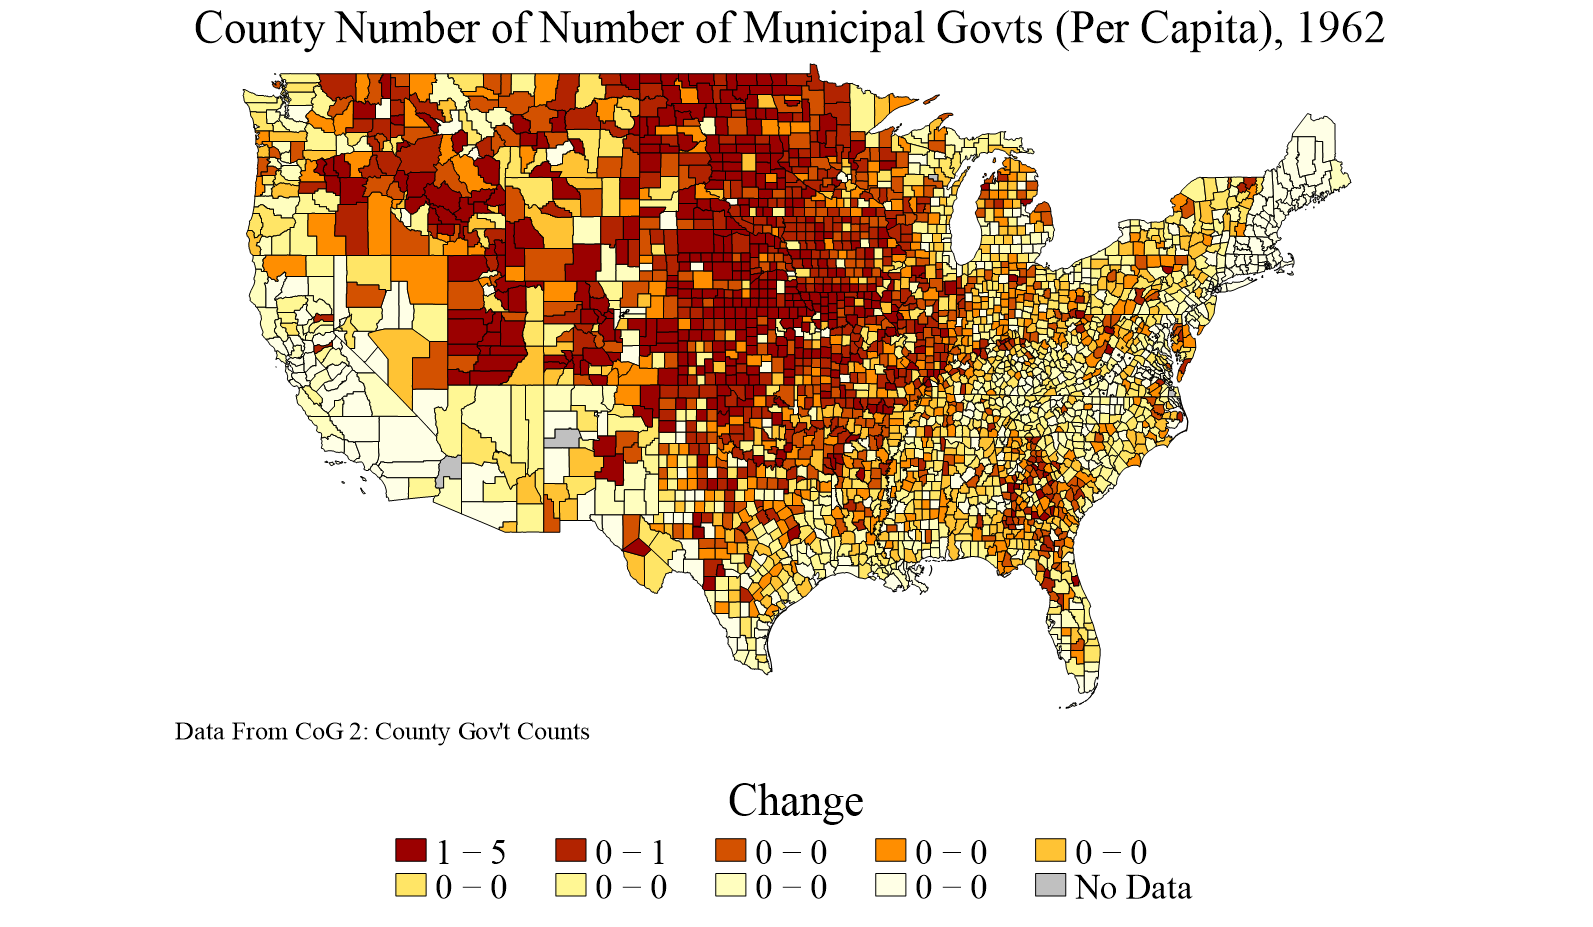 County Number of Number of Municipal Govts (Per Capita), 1962
Data From CoG 2: County Gov't Counts
Change
1 − 5 0 − 1 0 − 0 0 − 0 0 − 0
0 − 0 0 − 0 0 − 0 0 − 0 No Data